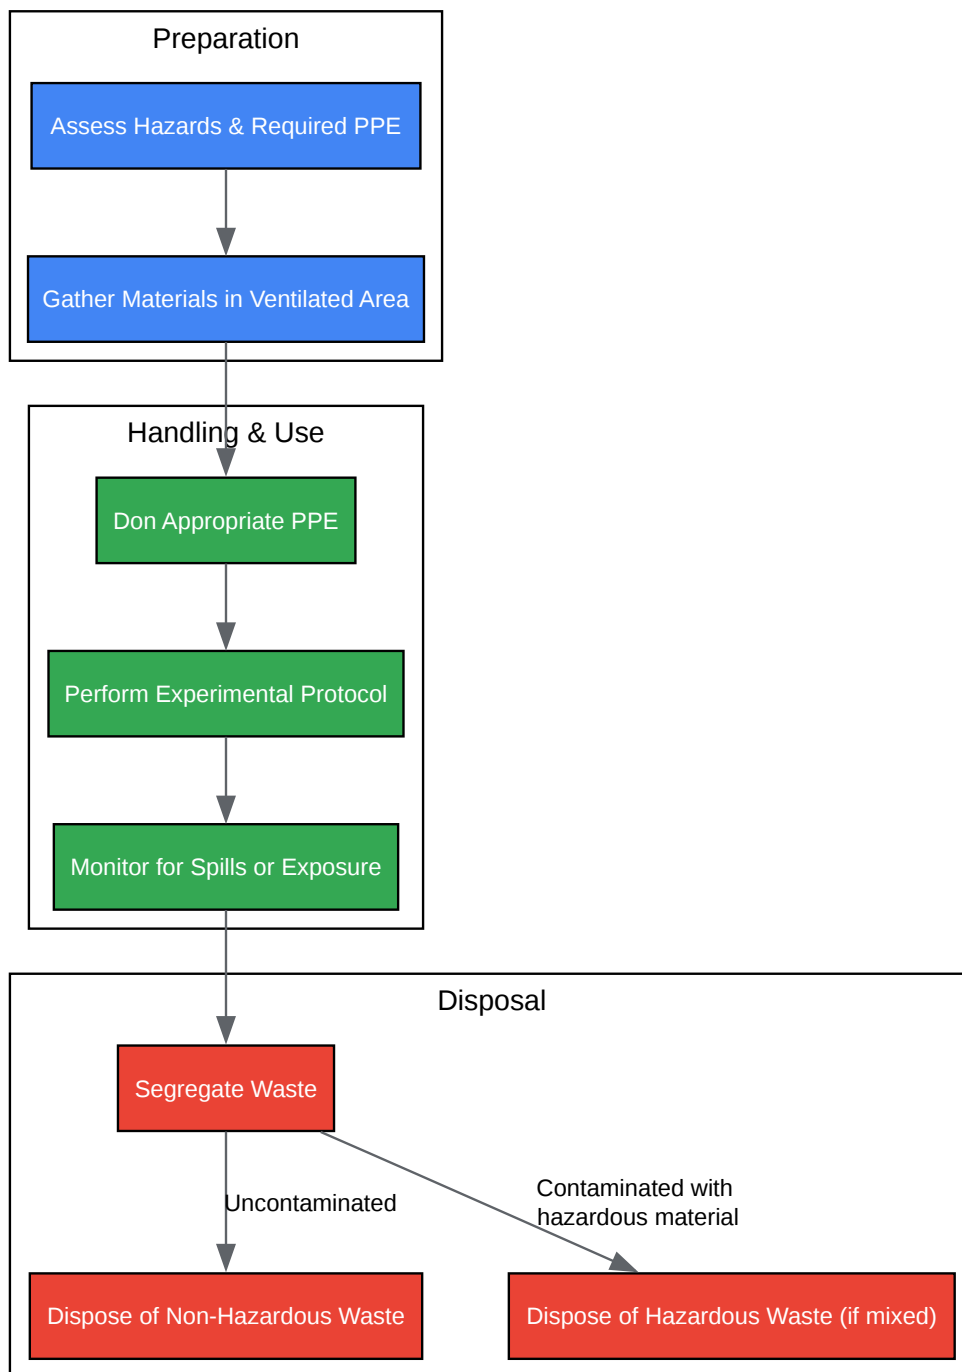 Preparation
Assess Hazards & Required PPE
Gather Materials in Ventilated Area
Handling & Use
Don Appropriate PPE
Perform Experimental Protocol
Monitor for Spills or Exposure
Disposal
Segregate Waste
Uncontaminated
Contaminated with
hazardous material
Dispose of Non-Hazardous Waste
Dispose of Hazardous Waste (if mixed)